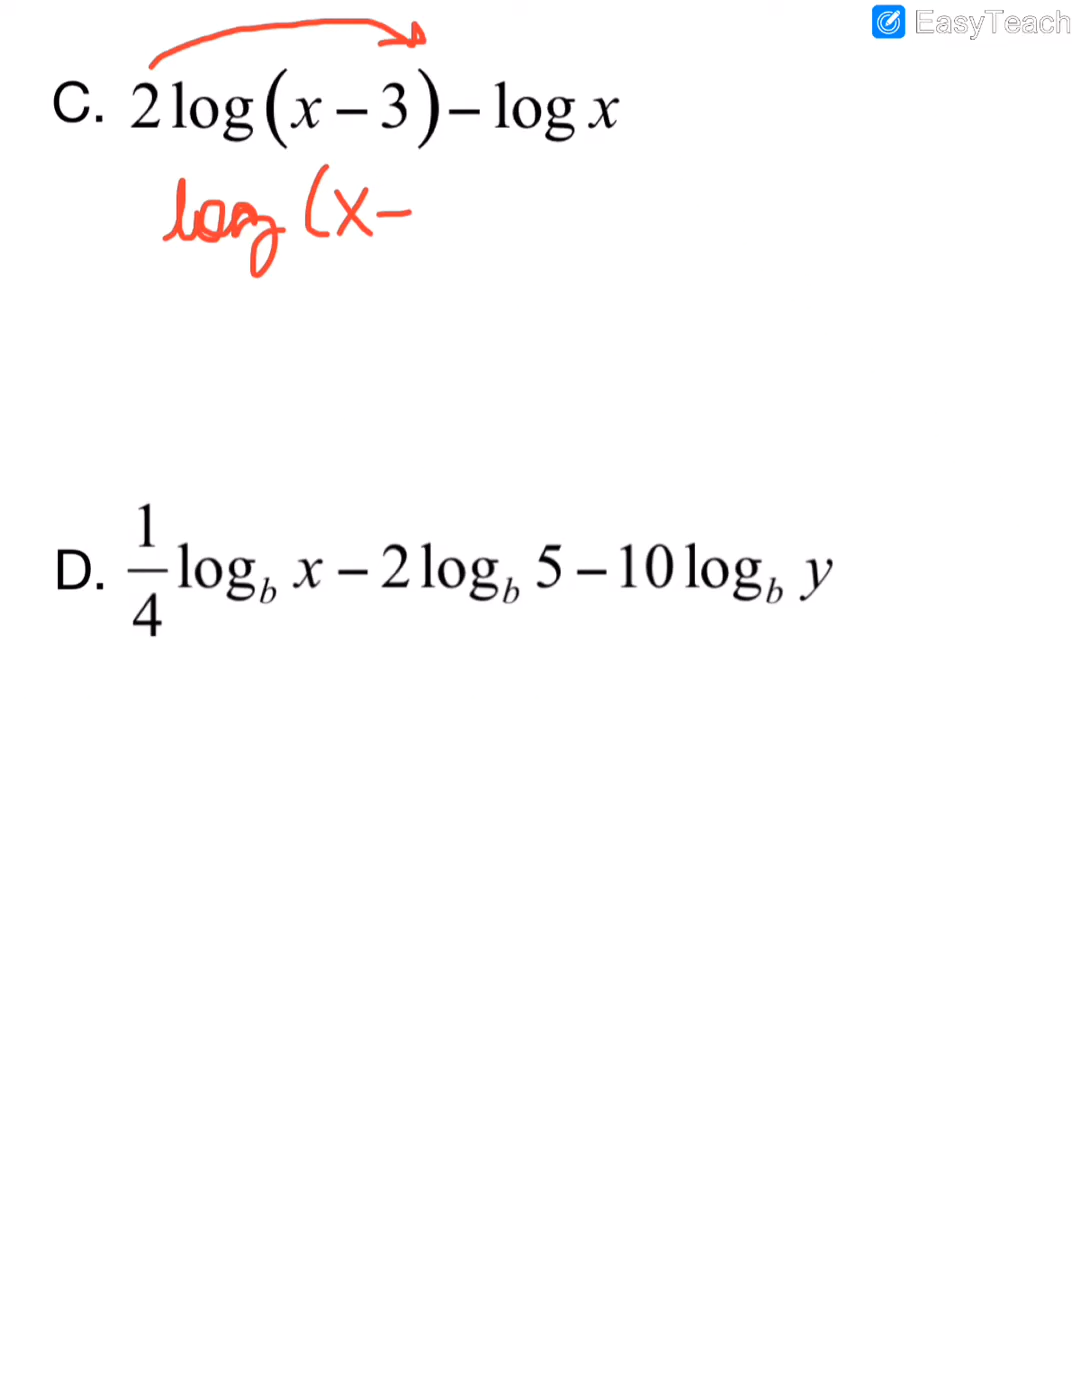 EasyTeach
C. 2 log(x – 3) – log x
log (x –
D. 1/4 log_b x – 2 log_b 5 – 10 log_b y